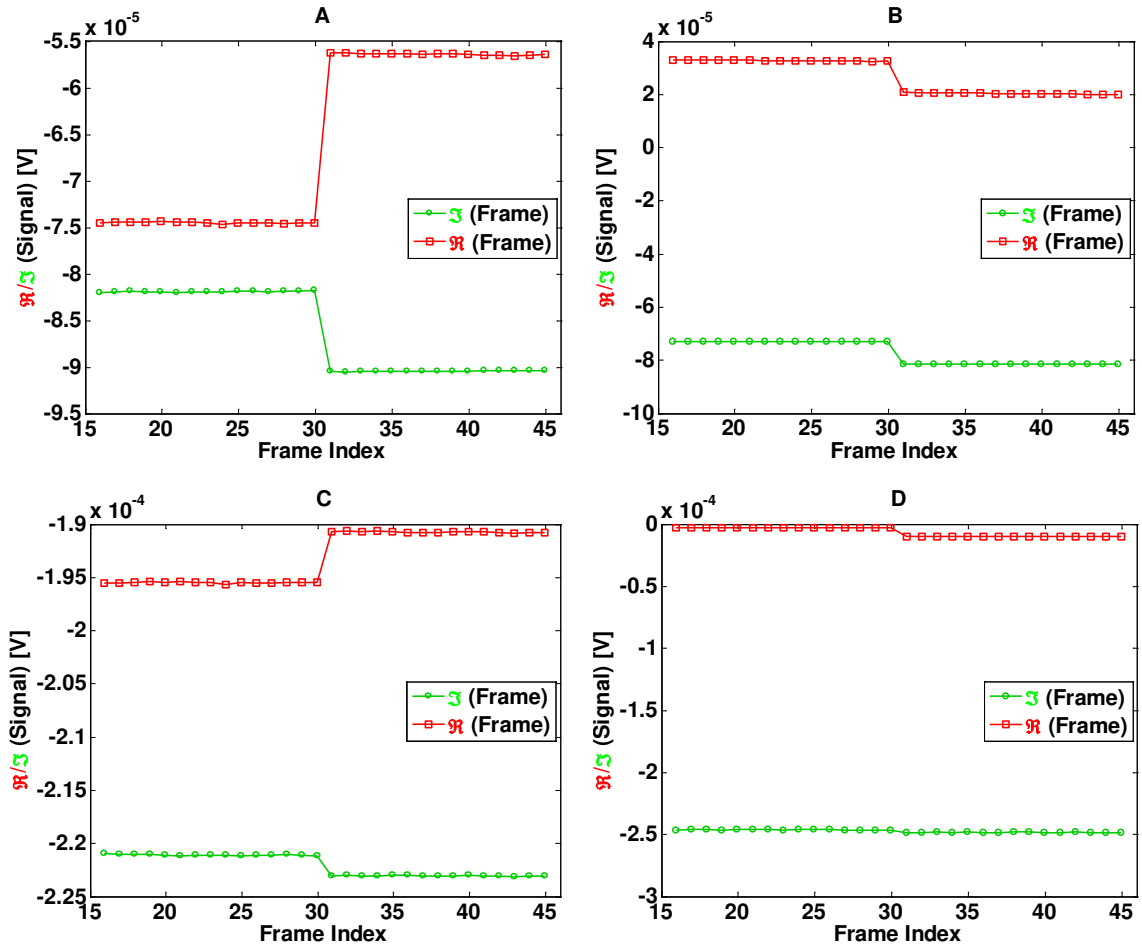 A
x 10-5
-5.5
-6
-6.5
-7
-7.5
-8
-8.5
-9
-9.5
15 20 25 30 35 40 45
Frame Index
ℜ/ℑ (Signal) [V]
ℑ (Frame)
ℜ (Frame)
B
x 10-5
4
2
0
-2
-4
-6
-8
-10
15 20 25 30 35 40 45
Frame Index
ℜ/ℑ (Signal) [V]
ℑ (Frame)
ℜ (Frame)
C
x 10-4
-1.9
-1.95
-2
-2.05
-2.1
-2.15
-2.2
-2.25
15 20 25 30 35 40 45
Frame Index
ℜ/ℑ (Signal) [V]
ℑ (Frame)
ℜ (Frame)
D
x 10-4
0
-0.5
-1
-1.5
-2
-2.5
-3
15 20 25 30 35 40 45
Frame Index
ℜ/ℑ (Signal) [V]
ℑ (Frame)
ℜ (Frame)